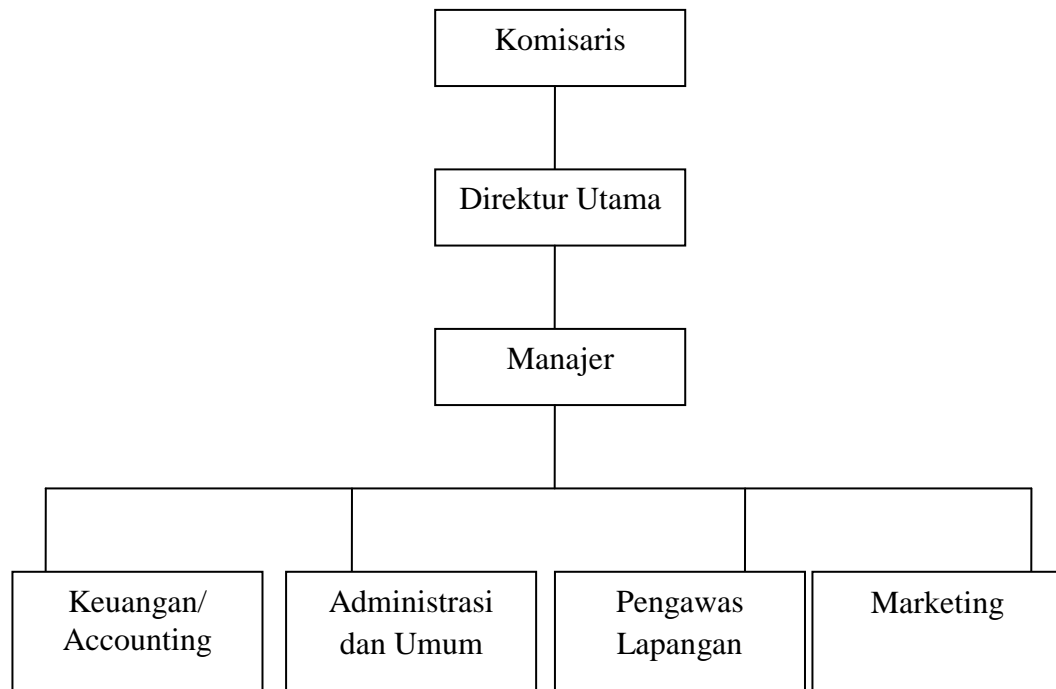 Komisaris
Direktur Utama
Manajer
Keuangan/
Accounting
Administrasi
dan Umum
Pengawas
Lapangan
Marketing